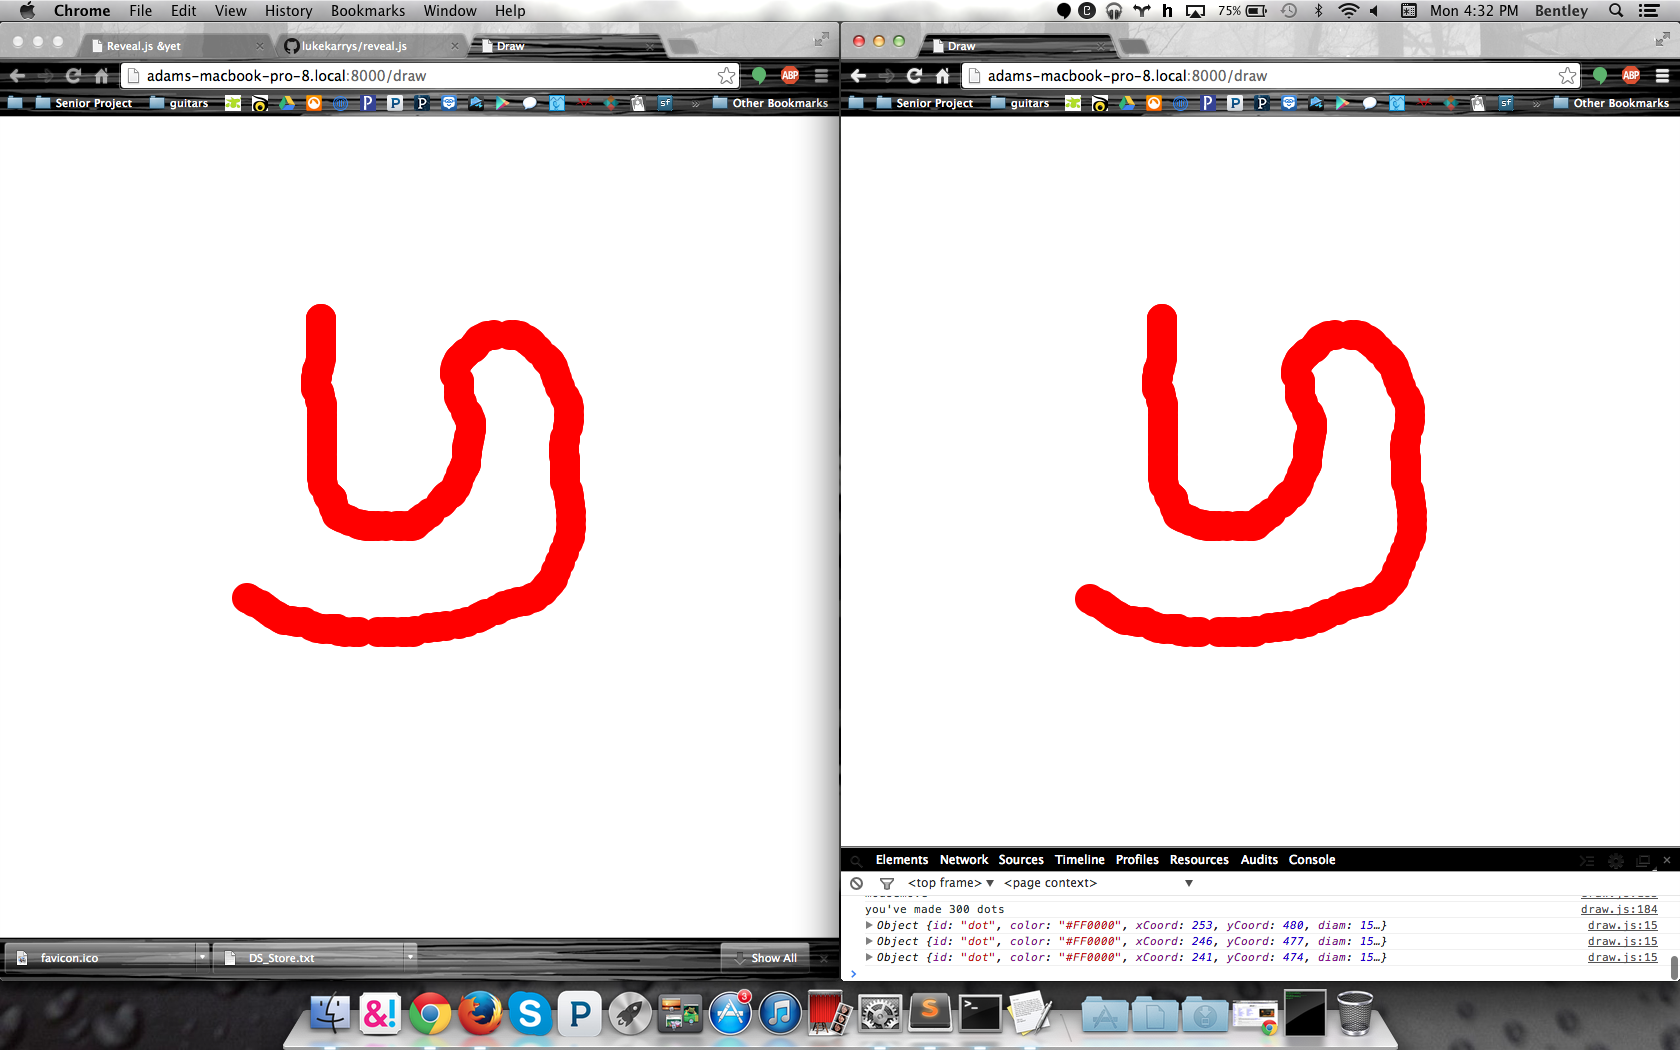 Chrome File Edit View History Bookmarks Window Help
75% Mon 4:32 PM Bentley
Reveal.js &yet
lukekarrys/reveal.js
Draw
adams-macbook-pro-8.local:8000/draw
ABP
Senior Project
guitars
sf
»
Other Bookmarks
Draw
adams-macbook-pro-8.local:8000/draw
ABP
Senior Project
guitars
sf
»
Other Bookmarks
Elements Network Sources Timeline Profiles Resources Audits Console
<top frame> <page context>
you've made 300 dots draw.js:184
Object {id: "dot", color: "#FF0000", xCoord: 253, yCoord: 480, diam: 15…} draw.js:15
Object {id: "dot", color: "#FF0000", xCoord: 246, yCoord: 477, diam: 15…} draw.js:15
Object {id: "dot", color: "#FF0000", xCoord: 241, yCoord: 474, diam: 15…} draw.js:15
favicon.ico
DS_Store.txt
Show All